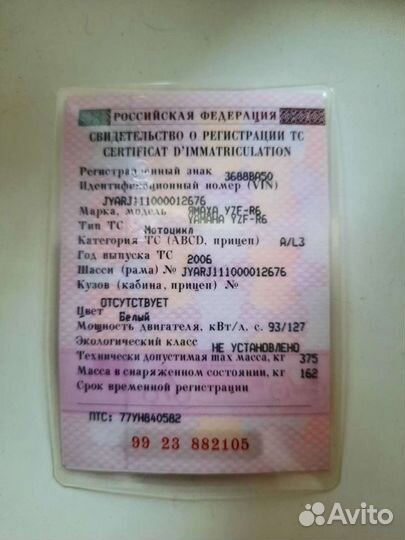 РОССИЙСКАЯ ФЕДЕРАЦИЯ
СВИДЕТЕЛЬСТВО О РЕГИСТРАЦИИ ТС
CERTIFICAT D'IMMATRICULATION
Регистрационный знак 3688ВА50
Идентификационный номер (VIN)
JYARJ111000012676
Марка, модель ЯМАХА YZF-R6
YAMAHA YZF-R6
Тип ТС Мотоцикл
Категория ТС (ABCD, прицеп) A/L3
Год выпуска ТС 2006
Шасси (рама) № JYARJ111000012676
Кузов (кабина, прицеп) №
ОТСУТСТВУЕТ
Цвет Белый
Мощность двигателя, кВт/л. с. 93/127
Экологический класс НЕ УСТАНОВЛЕНО
Технически допустимая max масса, кг 375
Масса в снаряженном состоянии, кг 162
Срок временной регистрации
ПТС: 77УН840582
99 23 882105
Avito